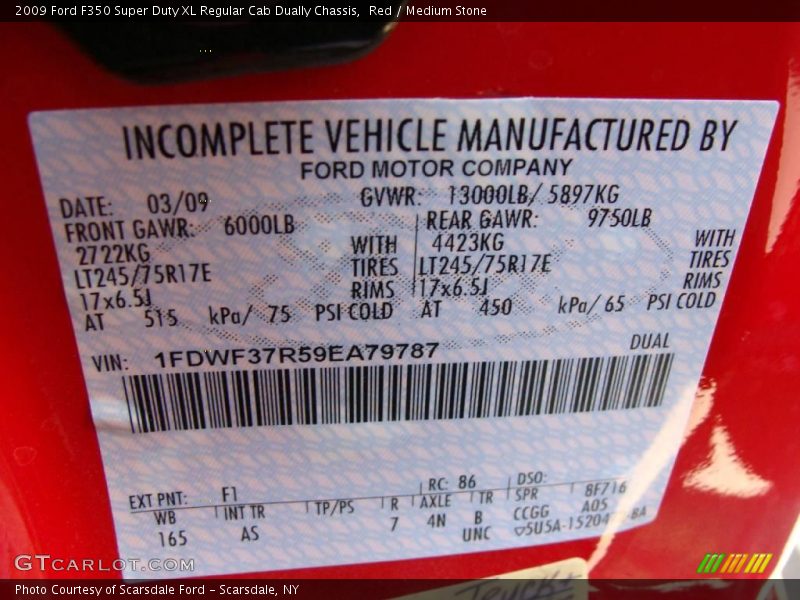 2009 Ford F350 Super Duty XL Regular Cab Dually Chassis,  Red / Medium Stone
INCOMPLETE VEHICLE MANUFACTURED BY
FORD MOTOR COMPANY
DATE: 03/09 GVWR: 13000LB/ 5897KG
FRONT GAWR: 6000LB REAR GAWR: 9750LB
2722KG WITH 4423KG WITH
LT245/75R17E TIRES LT245/75R17E TIRES
17x6.5J RIMS 17x6.5J RIMS
AT 515 kPa/ 75 PSI COLD AT 450 kPa/ 65 PSI COLD
VIN: 1FDWF37R59EA79787 DUAL
EXT PNT: F1 RC: 86 DSO: 8F716
WB INT TR TP/PS R AXLE TR SPR A05
165 AS 7 4N B CCGG
UNC 5U5A-15204 BA
GTCARLOT.COM
Photo Courtesy of Scarsdale Ford – Scarsdale, NY